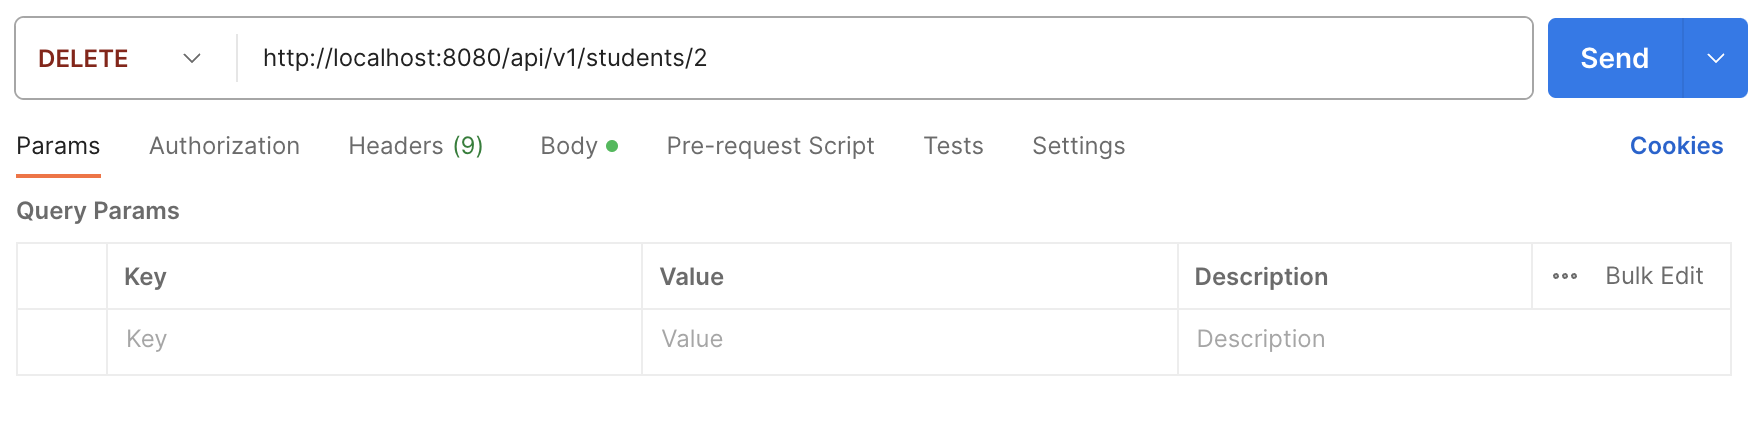 DELETE http://localhost:8080/api/v1/students/2 Send
Params Authorization Headers (9) Body Pre-request Script Tests Settings Cookies
Query Params
Key Value Description Bulk Edit
Key Value Description